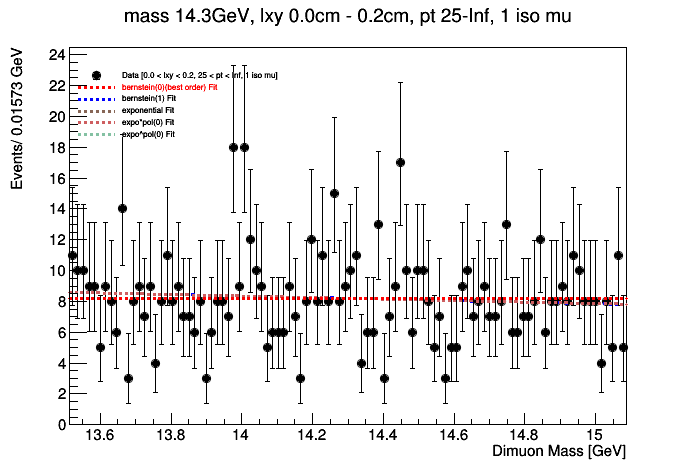 mass 14.3GeV, lxy 0.0cm - 0.2cm, pt 25-Inf, 1 iso mu
Events/ 0.01573 GeV
24
22
20
18
16
14
12
10
8
6
4
2
0
Data [0.0 < lxy < 0.2, 25 < pt < Inf, 1 iso mu]
bernstein(0)(best order) Fit
bernstein(1) Fit
exponential Fit
expo*pol(0) Fit
expo^pol(0) Fit
13.6 13.8 14 14.2 14.4 14.6 14.8 15
Dimuon Mass [GeV]